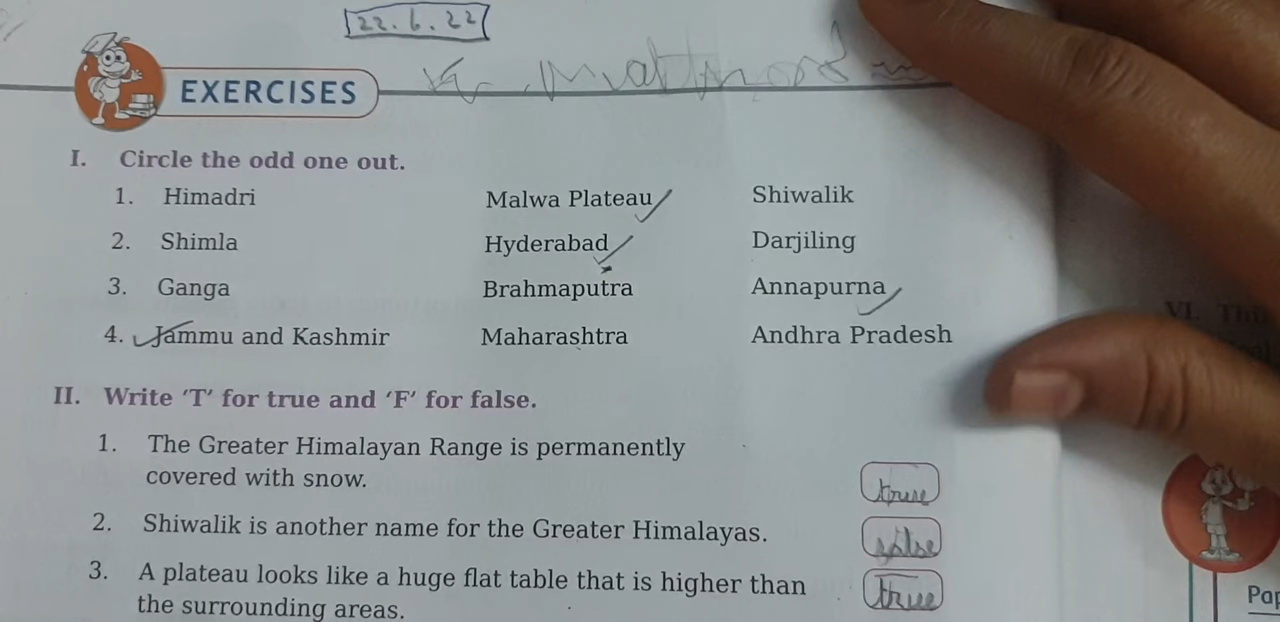 22.6.22
EXERCISES
I. Circle the odd one out.
1. Himadri Malwa Plateau Shiwalik
2. Shimla Hyderabad Darjiling
3. Ganga Brahmaputra Annapurna
4. Jammu and Kashmir Maharashtra Andhra Pradesh
II. Write ‘T’ for true and ‘F’ for false.
1. The Greater Himalayan Range is permanently
covered with snow.
true
2. Shiwalik is another name for the Greater Himalayas. false
3. A plateau looks like a huge flat table that is higher than
the surrounding areas.
true
VI.